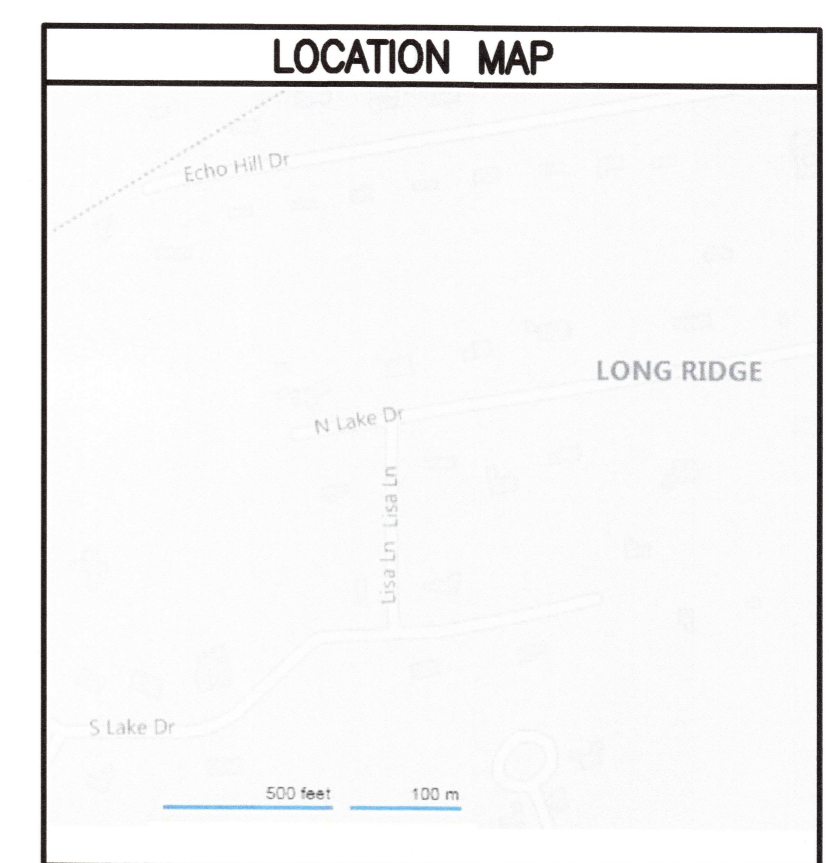 LOCATION MAP
Echo Hill Dr
LONG RIDGE
N Lake Dr
Lisa Ln
Lisa Ln
S Lake Dr
500 feet
100 m